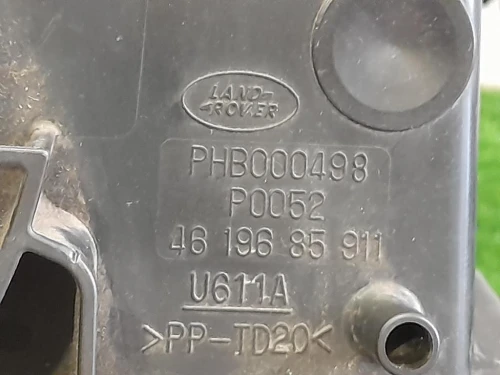 LAND-
ROVER
PHB000498
P0052
46 196 85 911
U611A
>PP-TD20<